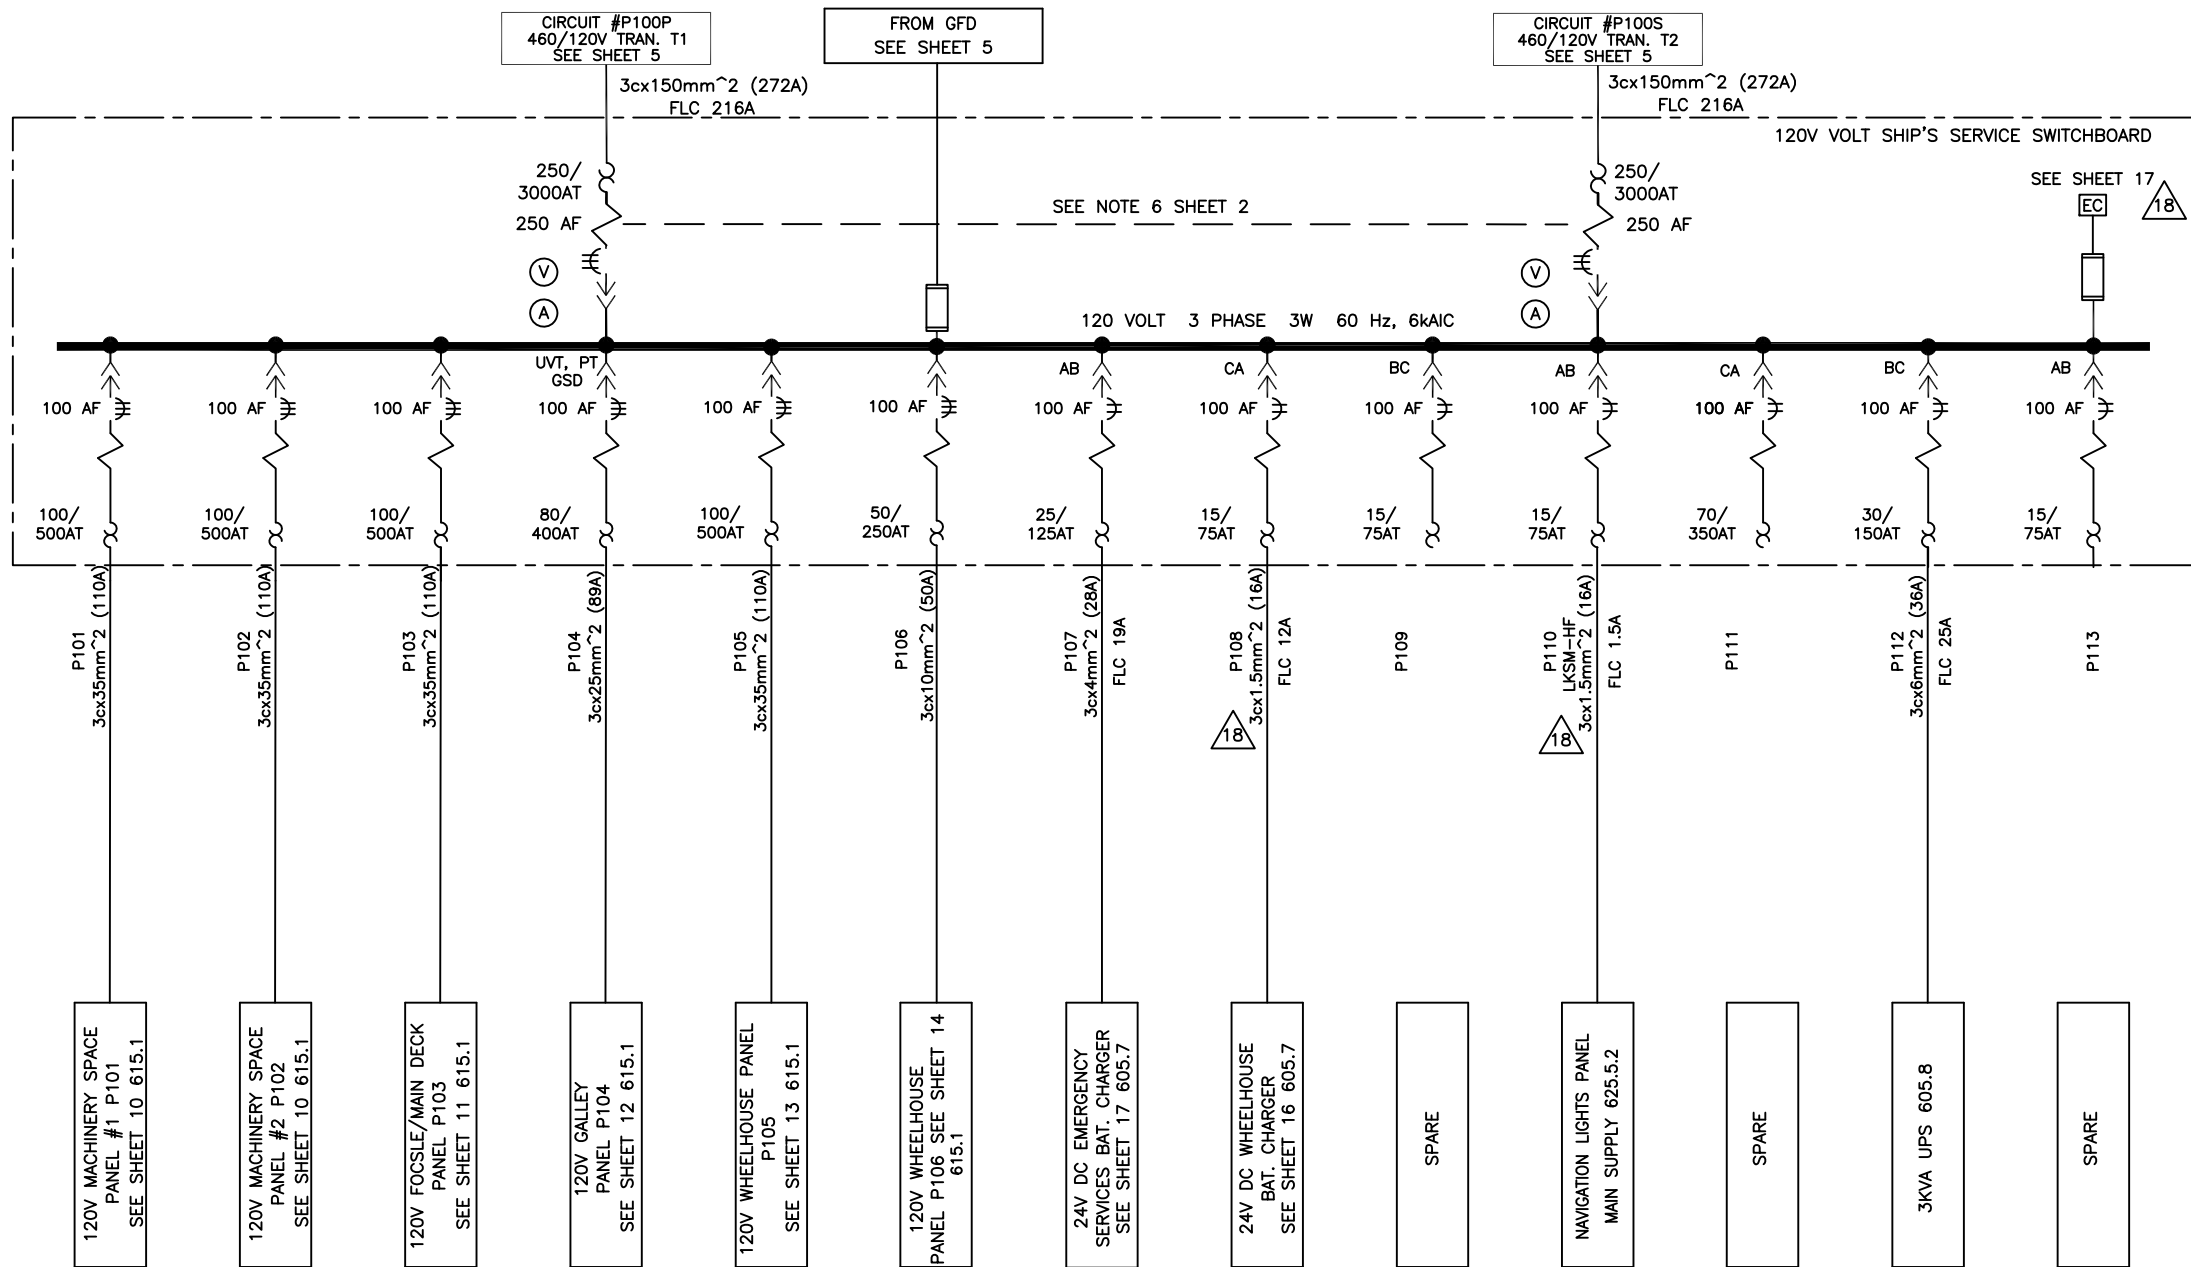 CIRCUIT #P100P
460/120V TRAN. T1
SEE SHEET 5
FROM GFD
SEE SHEET 5
CIRCUIT #P100S
460/120V TRAN. T2
SEE SHEET 5
3cx150mm^2 (272A)
FLC 216A
3cx150mm^2 (272A)
FLC 216A
120V VOLT SHIP'S SERVICE SWITCHBOARD
250/
3000AT
250 AF
SEE NOTE 6 SHEET 2
250/
3000AT
250 AF
SEE SHEET 17
18
EC
V
A
V
A
120 VOLT 3 PHASE 3W 60 Hz, 6kAIC
UVT, PT
GSD
AB
CA
BC
AB
CA
BC
AB
100 AF
100 AF
100 AF
100 AF
100 AF
100 AF
100 AF
100 AF
100 AF
100 AF
100 AF
100 AF
100 AF
100/
500AT
100/
500AT
100/
500AT
80/
400AT
100/
500AT
50/
250AT
25/
125AT
15/
75AT
15/
75AT
15/
75AT
70/
350AT
30/
150AT
15/
75AT
P101
3cx35mm^2 (110A)
P102
3cx35mm^2 (110A)
P103
3cx35mm^2 (110A)
P104
3cx25mm^2 (89A)
P105
3cx35mm^2 (110A)
P106
3cx10mm^2 (50A)
P107
3cx4mm^2 (28A)
FLC 19A
P108
3cx1.5mm^2 (16A)
FLC 12A
18
P109
P110
LKSM-HF
3cx1.5mm^2 (16A)
FLC 1.5A
18
P111
P112
3cx6mm^2 (36A)
FLC 25A
P113
120V MACHINERY SPACE
PANEL #1 P101
SEE SHEET 10 615.1
120V MACHINERY SPACE
PANEL #2 P102
SEE SHEET 10 615.1
120V FOCSLE/MAIN DECK
PANEL P103
SEE SHEET 11 615.1
120V GALLEY
PANEL P104
SEE SHEET 12 615.1
120V WHEELHOUSE PANEL
P105
SEE SHEET 13 615.1
120V WHEELHOUSE
PANEL P106 SEE SHEET 14
615.1
24V DC EMERGENCY
SERVICES BAT. CHARGER
SEE SHEET 17 605.7
24V DC WHEELHOUSE
BAT. CHARGER
SEE SHEET 16 605.7
SPARE
NAVIGATION LIGHTS PANEL
MAIN SUPPLY 625.5.2
SPARE
3KVA UPS 605.8
SPARE